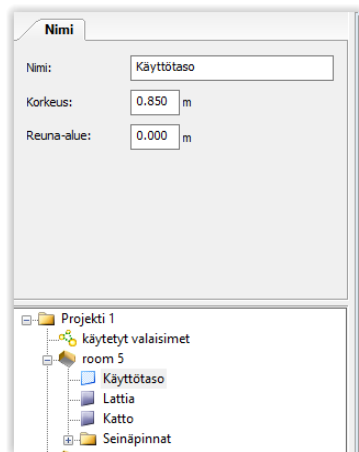 Nimi
Nimi: Käyttötaso
Korkeus: 0.850 m
Reuna-alue: 0.000 m
Projekti 1
käytetyt valaisimet
room 5
Käyttötaso
Lattia
Katto
Seinäpinnat